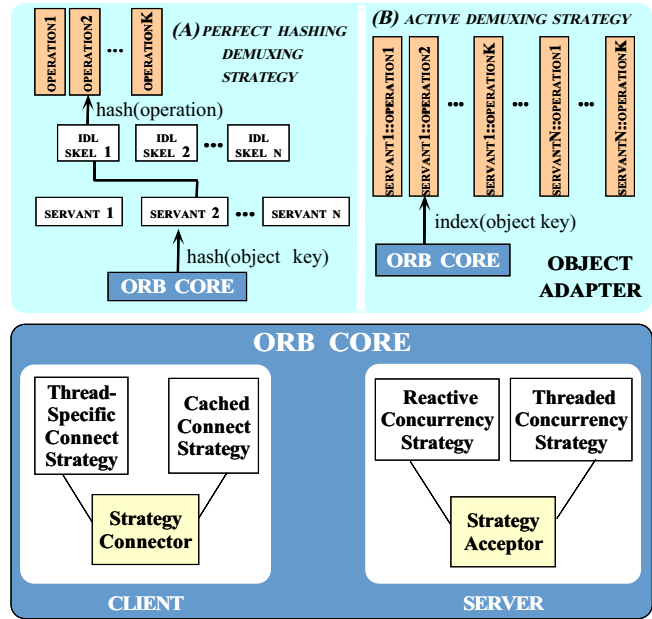 OPERATION1
OPERATION2
...
OPERATIONK
(A) PERFECT HASHING
DEMUXING
STRATEGY
hash(operation)
IDL
SKEL 1
IDL
SKEL 2
...
IDL
SKEL N
SERVANT 1
SERVANT 2
...
SERVANT N
hash(object key)
ORB CORE
(B) ACTIVE DEMUXING STRATEGY
SERVANT1::OPERATION1
SERVANT1::OPERATION2
...
SERVANT1::OPERATIONK
...
SERVANTN::OPERATION1
...
SERVANTN::OPERATIONK
index(object key)
ORB CORE
OBJECT
ADAPTER
ORB CORE
Thread-
Specific
Connect
Strategy
Cached
Connect
Strategy
Strategy
Connector
CLIENT
Reactive
Concurrency
Strategy
Threaded
Concurrency
Strategy
Strategy
Acceptor
SERVER